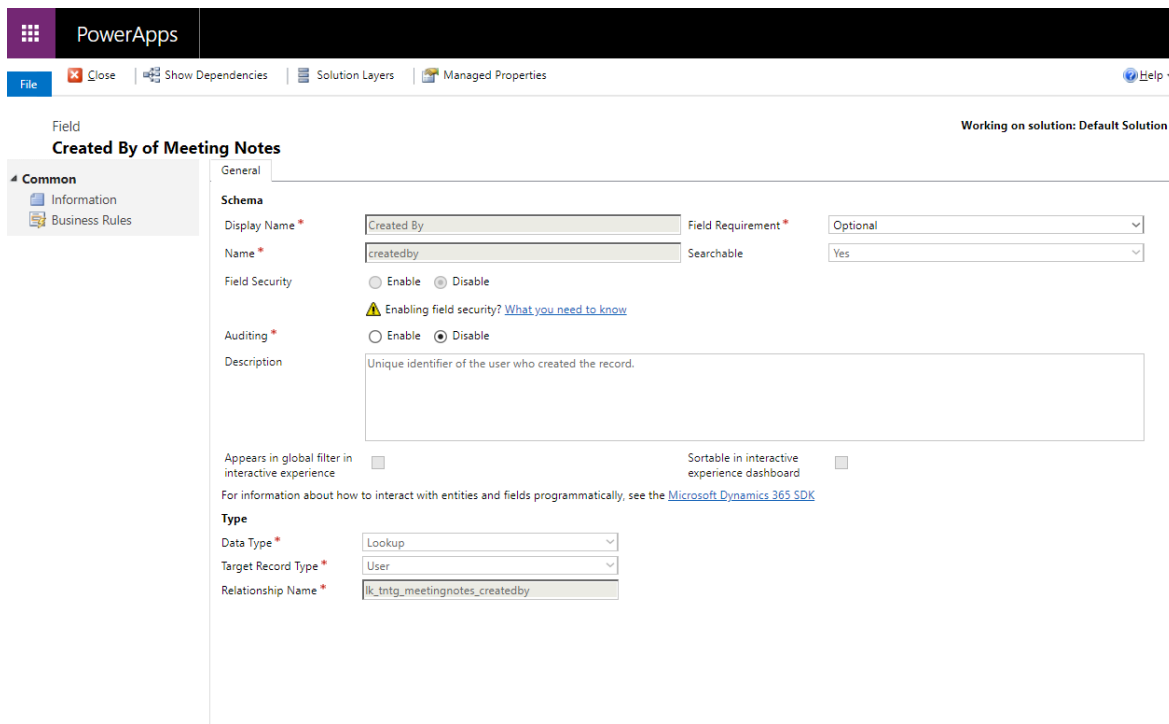 PowerApps
File
Close
Show Dependencies
Solution Layers
Managed Properties
Help
Field
Working on solution: Default Solution
Created By of Meeting Notes
Common
Information
Business Rules
General
Schema
Display Name * Created By Field Requirement * Optional
Name * createdby Searchable Yes
Field Security Enable Disable
Enabling field security? What you need to know
Auditing * Enable Disable
Description Unique identifier of the user who created the record.
Appears in global filter in
interactive experience
Sortable in interactive
experience dashboard
For information about how to interact with entities and fields programmatically, see the Microsoft Dynamics 365 SDK
Type
Data Type * Lookup
Target Record Type * User
Relationship Name * lk_tntg_meetingnotes_createdby